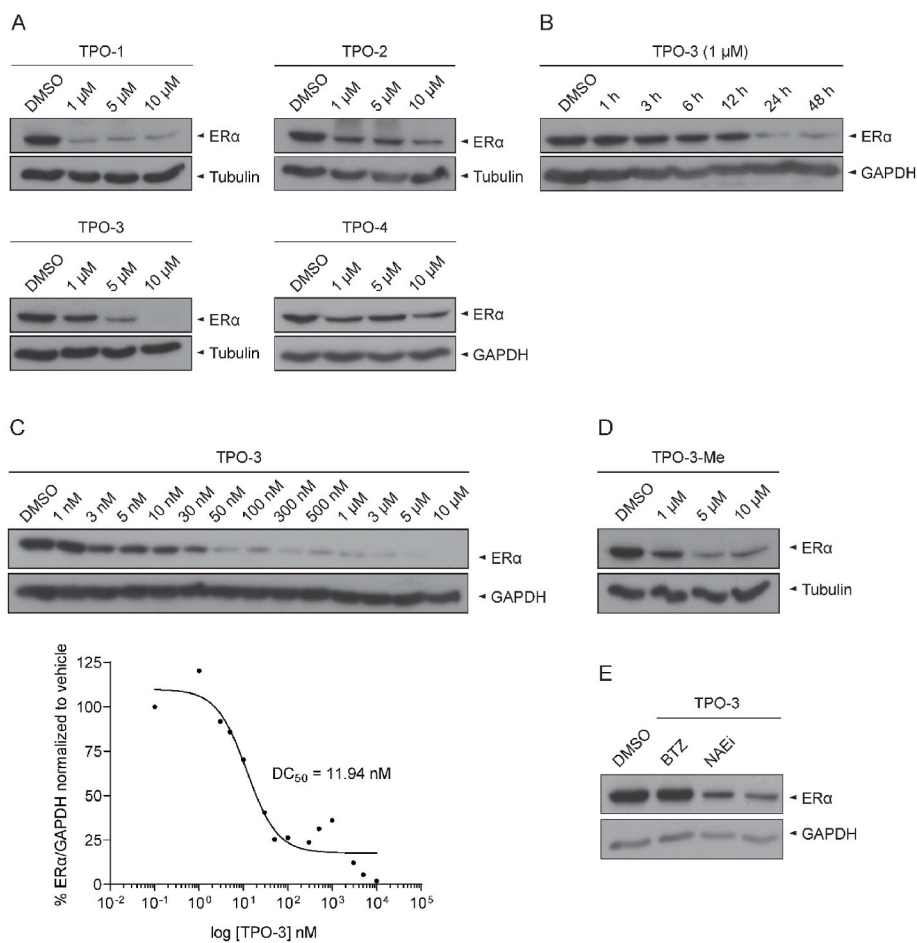 A
TPO-1
DMSO 1 µM 5 µM 10 µM
ERα
Tubulin
TPO-2
DMSO 1 µM 5 µM 10 µM
ERα
Tubulin
B
TPO-3 (1 µM)
DMSO 1 h 3 h 6 h 12 h 24 h 48 h
ERα
GAPDH
TPO-3
DMSO 1 µM 5 µM 10 µM
ERα
Tubulin
TPO-4
DMSO 1 µM 5 µM 10 µM
ERα
GAPDH
C
TPO-3
DMSO 1 nM 3 nM 5 nM 10 nM 30 nM 50 nM 100 nM 300 nM 500 nM 1 µM 3 µM 5 µM 10 µM
ERα
GAPDH
% ERα/GAPDH normalized to vehicle
125
100
75
50
25
0
DC50 = 11.94 nM
10-2 10-1 100 101 102 103 104 105
log [TPO-3] nM
D
TPO-3-Me
DMSO 1 µM 5 µM 10 µM
ERα
Tubulin
E
TPO-3
DMSO BTZ NAEi
ERα
GAPDH